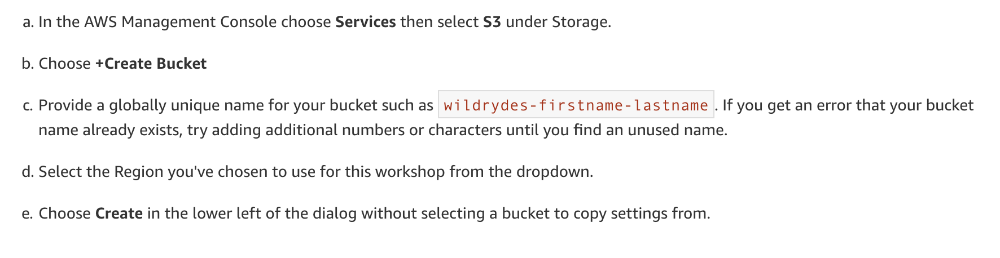 a. In the AWS Management Console choose Services then select S3 under Storage.
b. Choose +Create Bucket
c. Provide a globally unique name for your bucket such as wildrydes-firstname-lastname. If you get an error that your bucket
name already exists, try adding additional numbers or characters until you find an unused name.
d. Select the Region you've chosen to use for this workshop from the dropdown.
e. Choose Create in the lower left of the dialog without selecting a bucket to copy settings from.